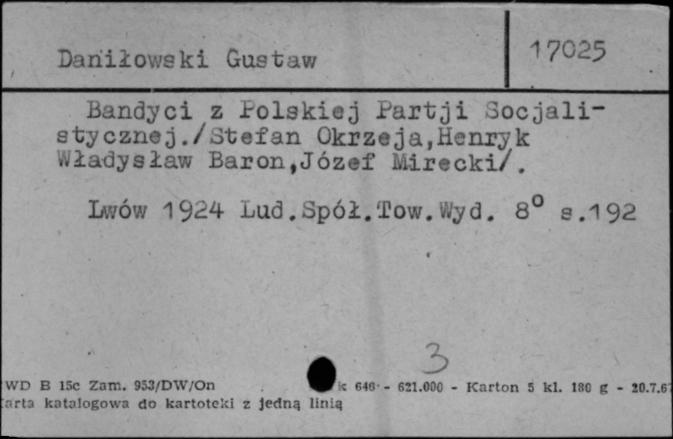 Daniłowski Gustaw
17025
Bandyci z Polskiej Partji Socjali-
stycznej./Stefan Okrzeja,Henryk
Władysław Baron,Józef Mirecki/.
Lwów 1924 Lud.Spół.Tow.Wyd. 8° s.192
3
WD B 15c Zam. 953/DW/On k 646 - 621.000 - Karton 5 kl. 180 g - 20.7.6
karta katalogowa do kartoteki z jedną linią